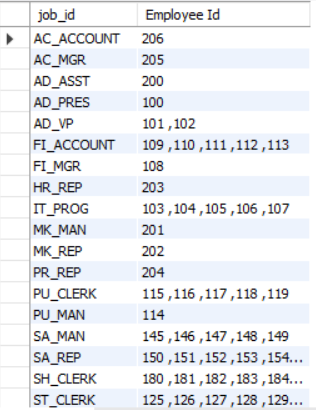 job_id Employee Id
AC_ACCOUNT 206
AC_MGR 205
AD_ASST 200
AD_PRES 100
AD_VP 101 ,102
FI_ACCOUNT 109 ,110 ,111 ,112 ,113
FI_MGR 108
HR_REP 203
IT_PROG 103 ,104 ,105 ,106 ,107
MK_MAN 201
MK_REP 202
PR_REP 204
PU_CLERK 115 ,116 ,117 ,118 ,119
PU_MAN 114
SA_MAN 145 ,146 ,147 ,148 ,149
SA_REP 150 ,151 ,152 ,153 ,154...
SH_CLERK 180 ,181 ,182 ,183 ,184...
ST_CLERK 125 ,126 ,127 ,128 ,129...